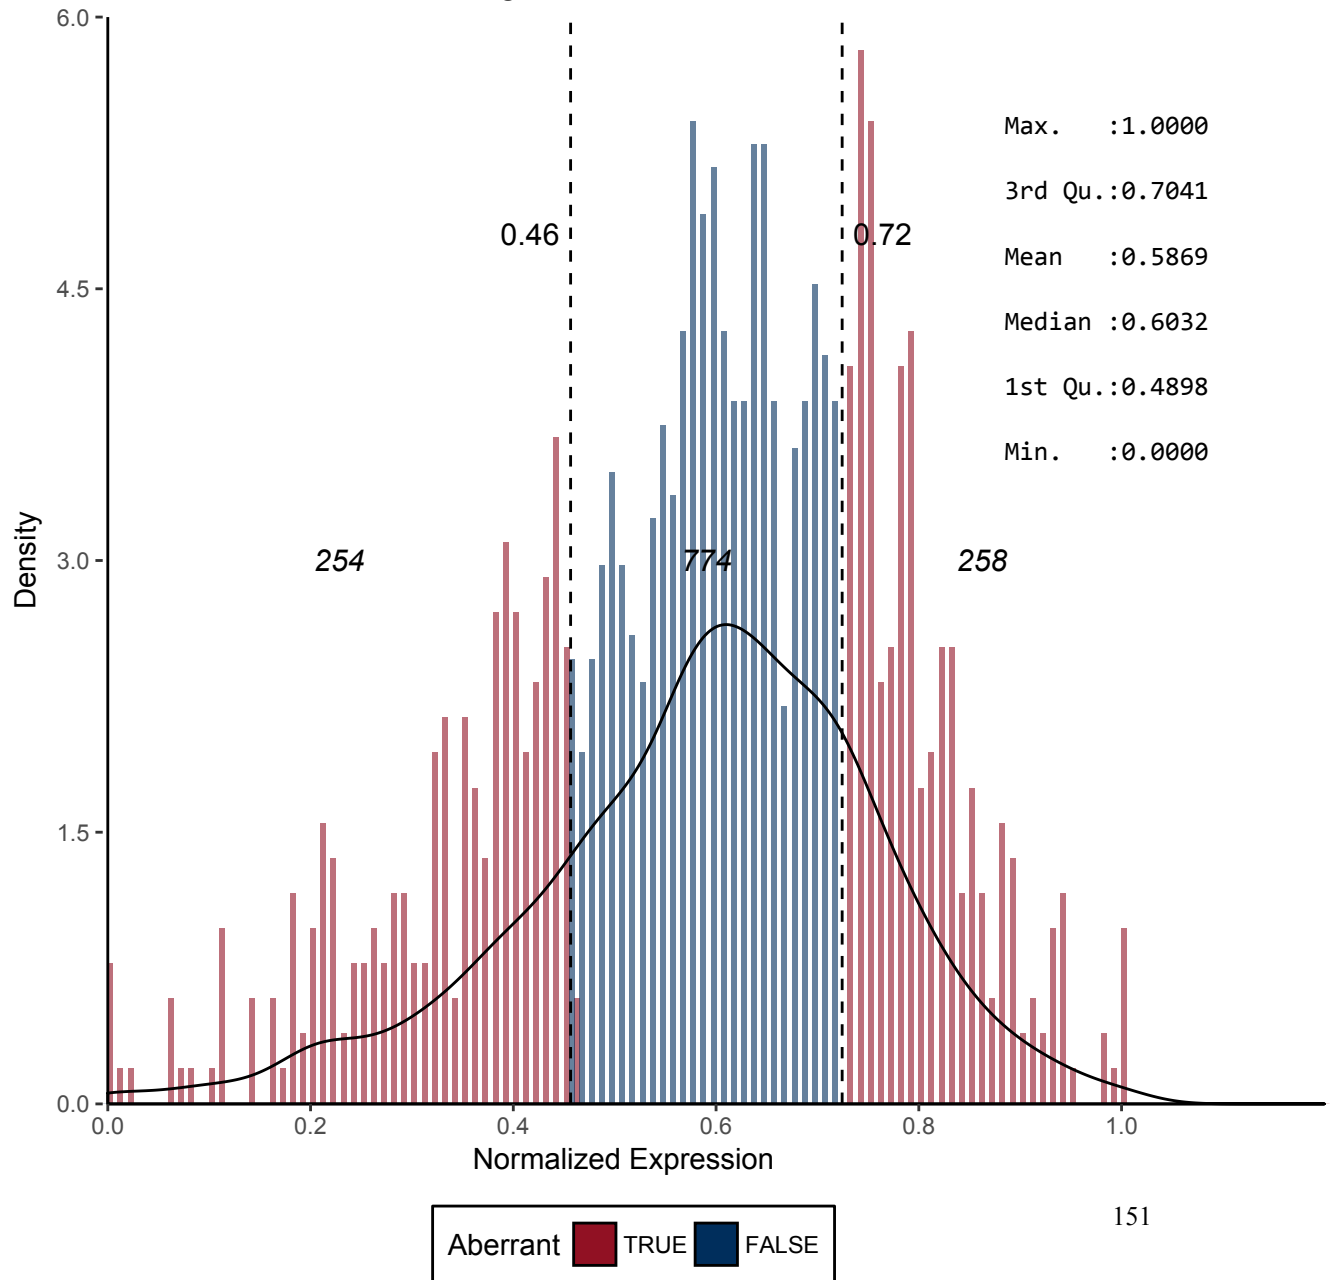 6.0
4.5
3.0
1.5
0.0
Density
0.46
0.72
254
774
258
Max. :1.0000
3rd Qu.:0.7041
Mean :0.5869
Median :0.6032
1st Qu.:0.4898
Min. :0.0000
0.0 0.2 0.4 0.6 0.8 1.0
Normalized Expression
151
Aberrant TRUE FALSE